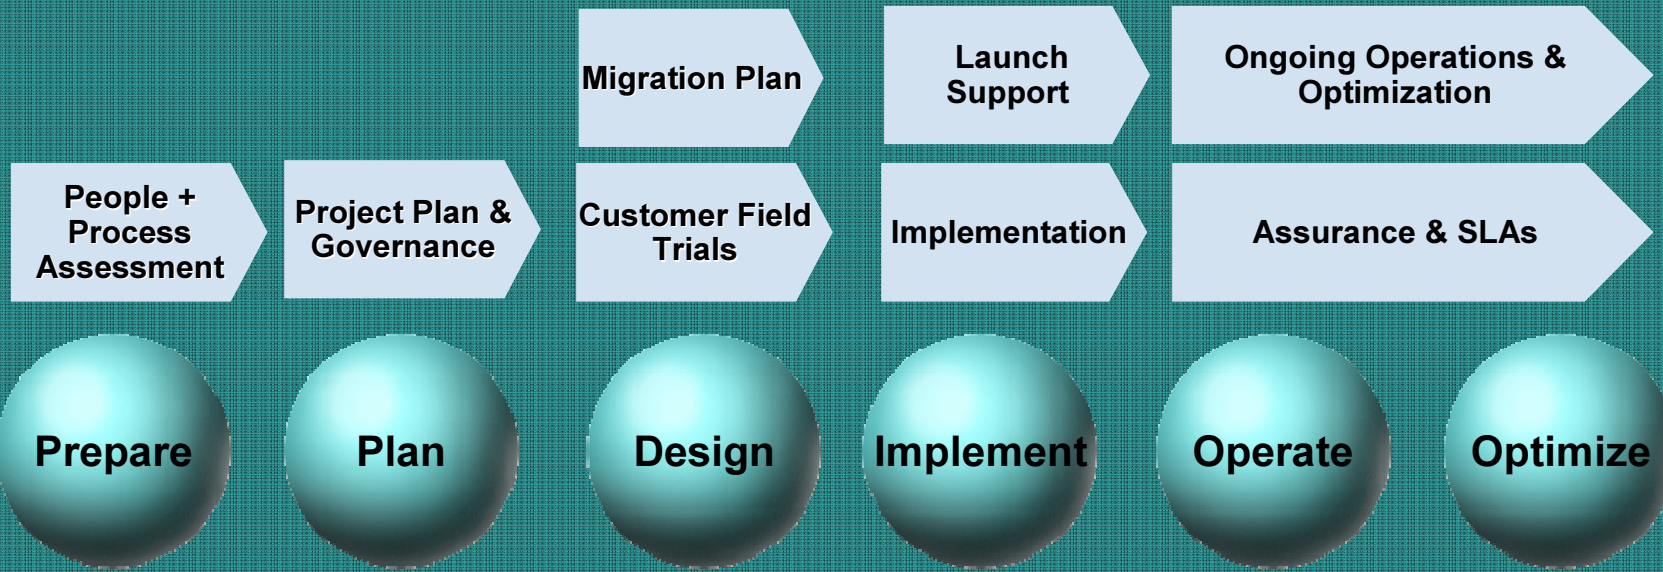 Migration Plan
Launch
Support
Ongoing Operations &
Optimization
People +
Process
Assessment
Project Plan &
Governance
Customer Field
Trials
Implementation
Assurance & SLAs
Prepare
Plan
Design
Implement
Operate
Optimize